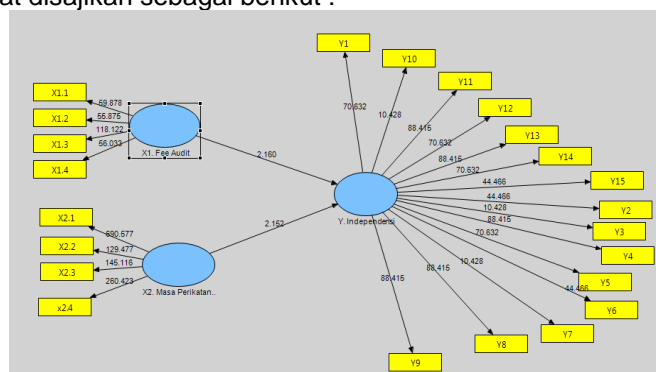 at disajikan sebagai berikut :
Y1
Y10
Y11
Y12
Y13
Y14
Y15
Y2
Y3
Y4
Y5
Y6
Y7
Y8
Y9
X1.1
X1.2
X1.3
X1.4
59.878
55.875
118.122
56.033
X1. Fee Audit
2.160
X2.1
X2.2
X2.3
x2.4
690.577
129.477
145.116
260.423
X2. Masa Perikatan..
2.152
Y. Independensi
70.632
10.428
88.415
70.632
88.415
70.632
44.466
44.466
10.428
88.415
70.632
44.466
10.428
88.415
88.415